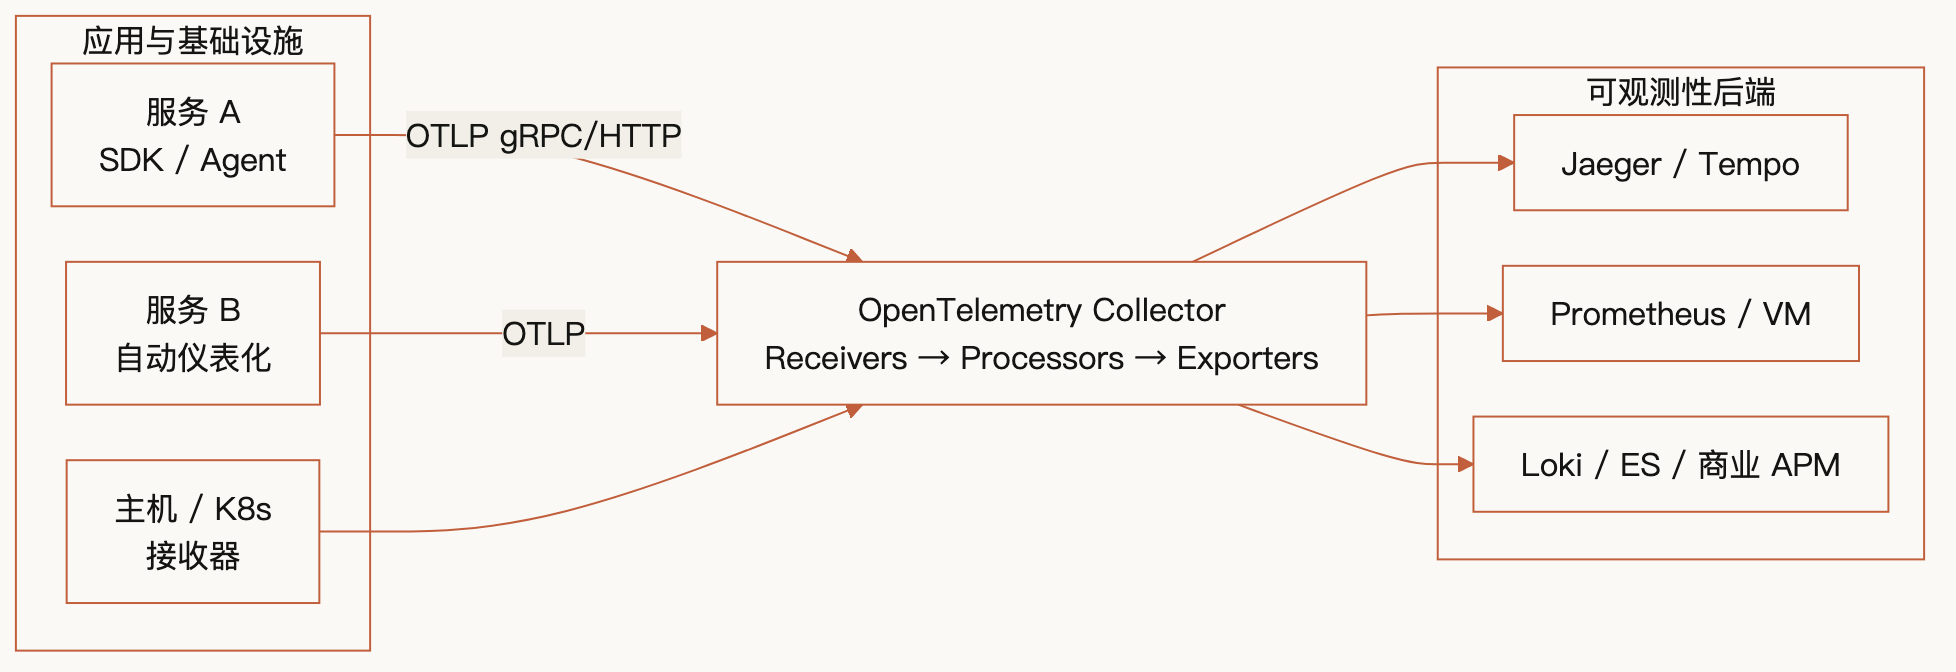 应用与基础设施
服务 A
SDK / Agent
服务 B
自动仪表化
主机 / K8s
接收器
OTLP gRPC/HTTP
OTLP
OpenTelemetry Collector
Receivers → Processors → Exporters
可观测性后端
Jaeger / Tempo
Prometheus / VM
Loki / ES / 商业 APM